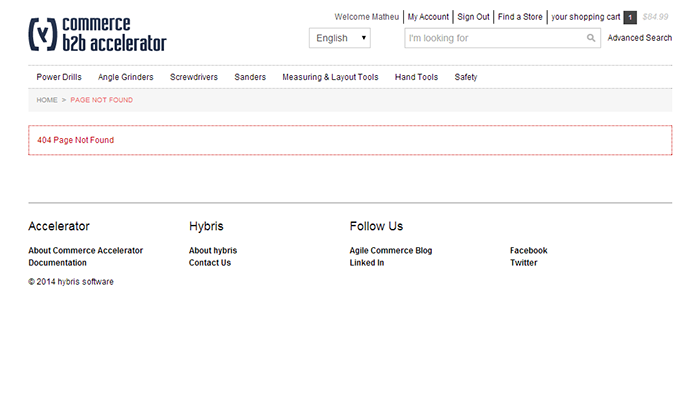 commerce
b2b accelerator
Welcome Matheu My Account Sign Out Find a Store your shopping cart 1 $84.99
English I'm looking for Advanced Search
Power Drills Angle Grinders Screwdrivers Sanders Measuring & Layout Tools Hand Tools Safety
HOME > PAGE NOT FOUND
404 Page Not Found
Accelerator Hybris Follow Us
About Commerce Accelerator About hybris Agile Commerce Blog Facebook
Documentation Contact Us Linked In Twitter
© 2014 hybris software